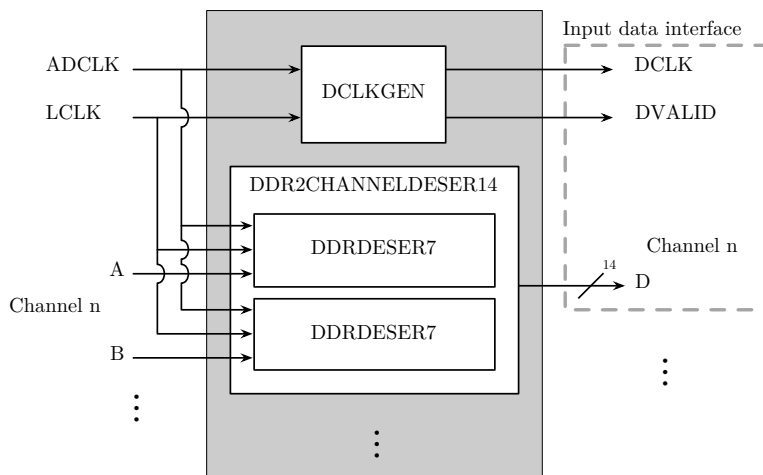 Input data interface
ADCLK
DCLK
DCLKGEN
LCLK
DVALID
DDR2CHANNELDESER14
DDRDESER7
Channel n
A
14
D
Channel n
DDRDESER7
B